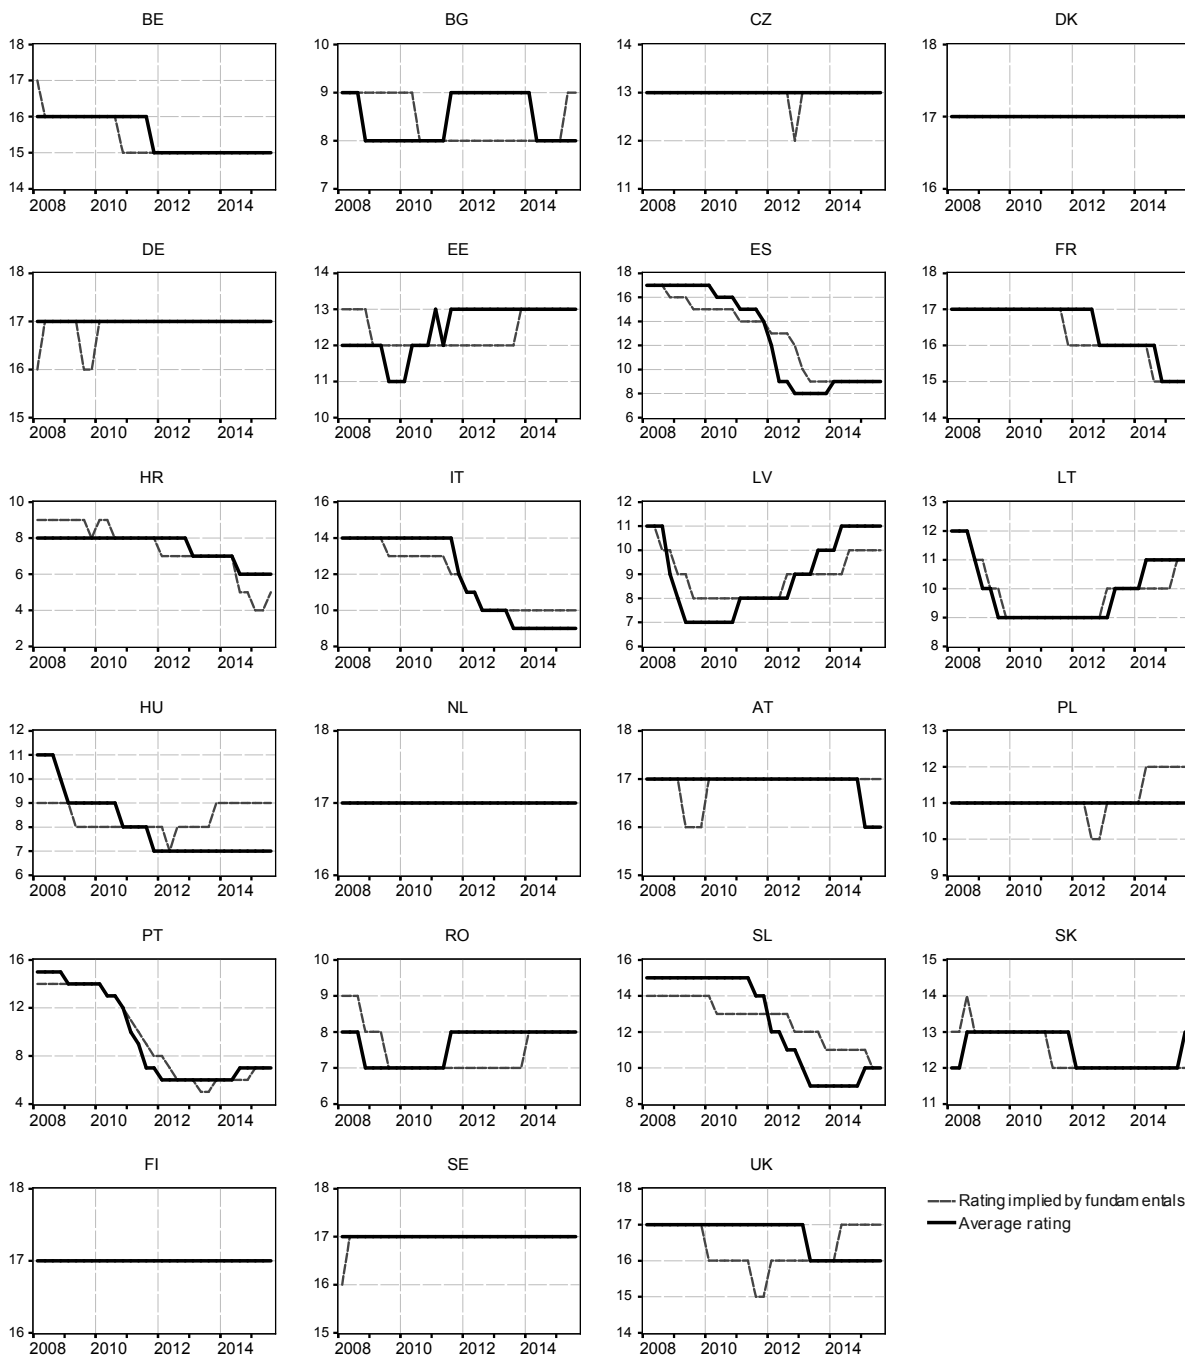 BE BG CZ DK
18 10 14 18
17
16 9 13 17
15 8 12
14 7 11 16
2008 2010 2012 2014 2008 2010 2012 2014 2008 2010 2012 2014 2008 2010 2012 2014
DE EE ES FR
18 14 18 18
16
17 13 14 17
12 12 16
16 11 10 15
8
15 10 6 14
2008 2010 2012 2014 2008 2010 2012 2014 2008 2010 2012 2014 2008 2010 2012 2014
HR IT LV LT
10 16 12 13
11 12
8 14 10 11
6 12 9
4 10 8 10
7 9
2 8 6 8
2008 2010 2012 2014 2008 2010 2012 2014 2008 2010 2012 2014 2008 2010 2012 2014
HU NL AT PL
12 18 18 13
11 12
10 17
9 17 11
8 16 10
7
6 16 15 9
2008 2010 2012 2014 2008 2010 2012 2014 2008 2010 2012 2014 2008 2010 2012 2014
PT RO SL SK
16 10 16 15
12 9 14 14
8 12 13
8 7 10 12
4 6 8 11
2008 2010 2012 2014 2008 2010 2012 2014 2008 2010 2012 2014 2008 2010 2012 2014
FI SE UK
18 18 18
17 17
17 16 16
15
16 15 14
2008 2010 2012 2014 2008 2010 2012 2014 2008 2010 2012 2014
Rating implied by fundamentals
Average rating